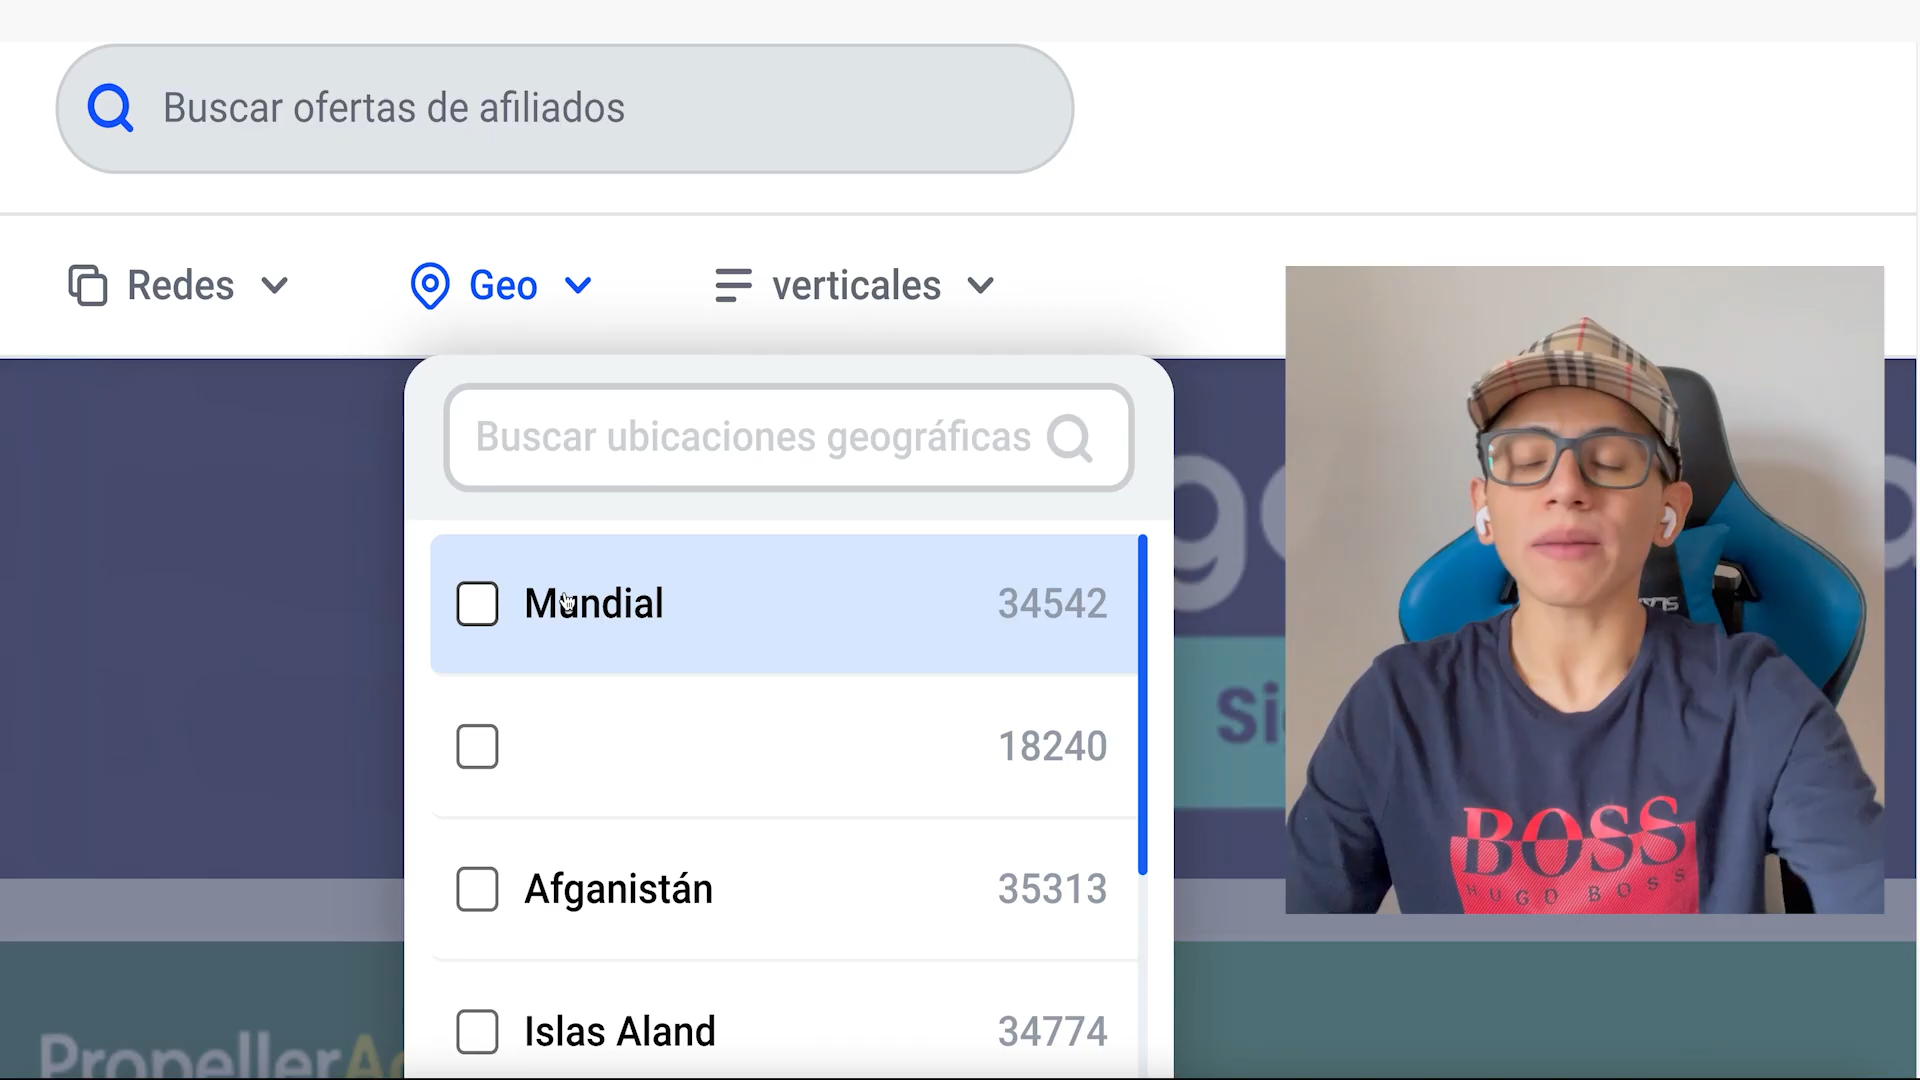 Buscar ofertas de afiliados
Redes
Geo
verticales
Buscar ubicaciones geográficas
Mundial 34542
18240
Afganistán 35313
Islas Aland 34774
BOSS
HUGO BOSS